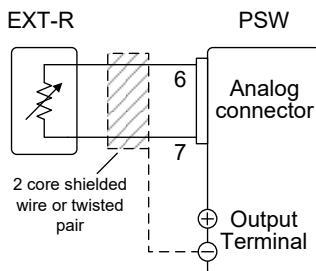 EXT-R
PSW
6
Analog
connector
7
2 core shielded
wire or twisted
pair
+
Output
Terminal
-